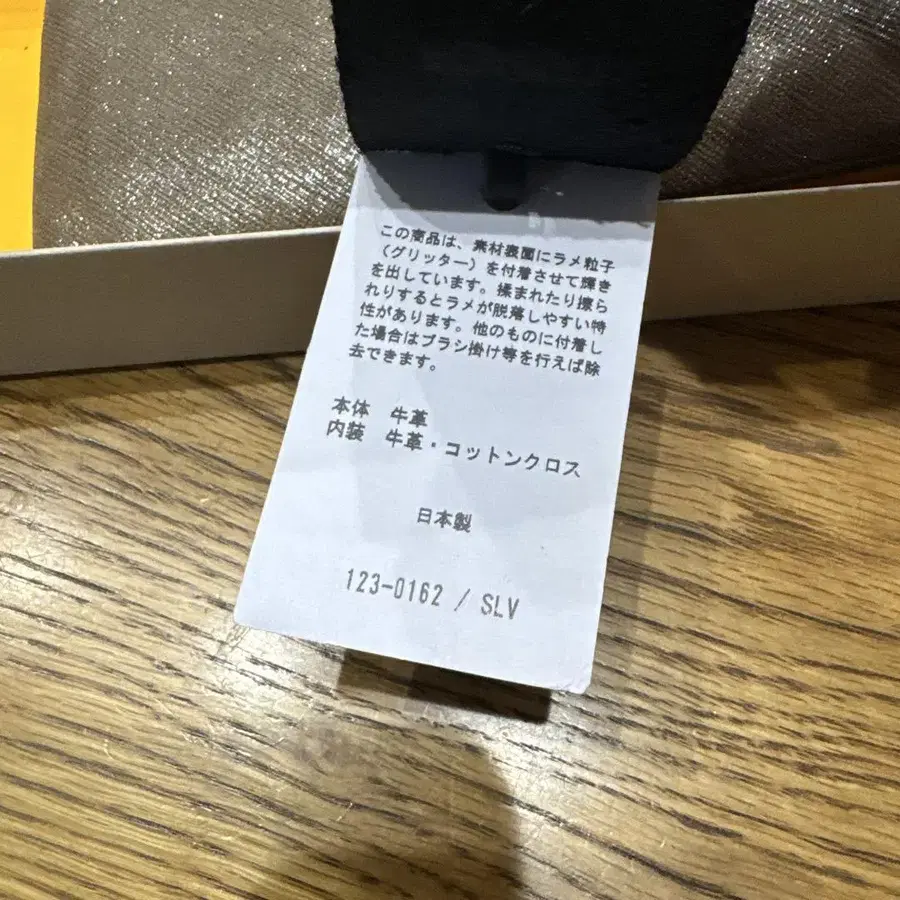 この商品は、素材表面にラメ粒子
(グリッター)を付着させて輝き
を出しています。揉まれたり擦ら
れりするとラメが脱落しやすい特
性があります。他のものに付着し
た場合はブラシ掛け等を行えば除
去できます。
本体 牛革
内装 牛革・コットンクロス
日本製
123-0162 / SLV